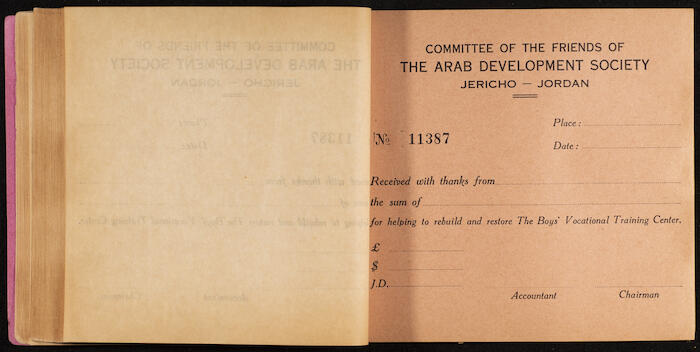 COMMITTEE OF THE FRIENDS OF
THE ARAB DEVELOPMENT SOCIETY
JERICHO — JORDAN
Place:
№ 11387
Date:
Received with thanks from
the sum of
for helping to rebuild and restore The Boys' Vocational Training Center.
£
$
J.D.
Accountant Chairman